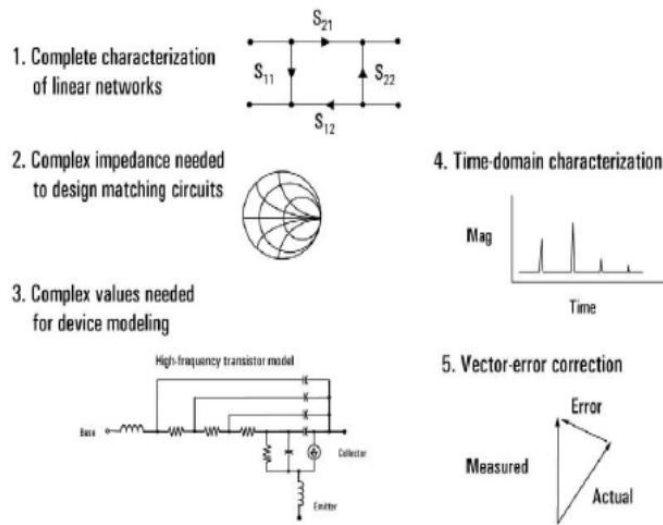 1. Complete characterization
of linear networks
S21
S11
S22
S12
2. Complex impedance needed
to design matching circuits
3. Complex values needed
for device modeling
High-frequency transistor model
Base
Collector
Emitter
4. Time-domain characterization
Mag
Time
5. Vector-error correction
Error
Measured
Actual